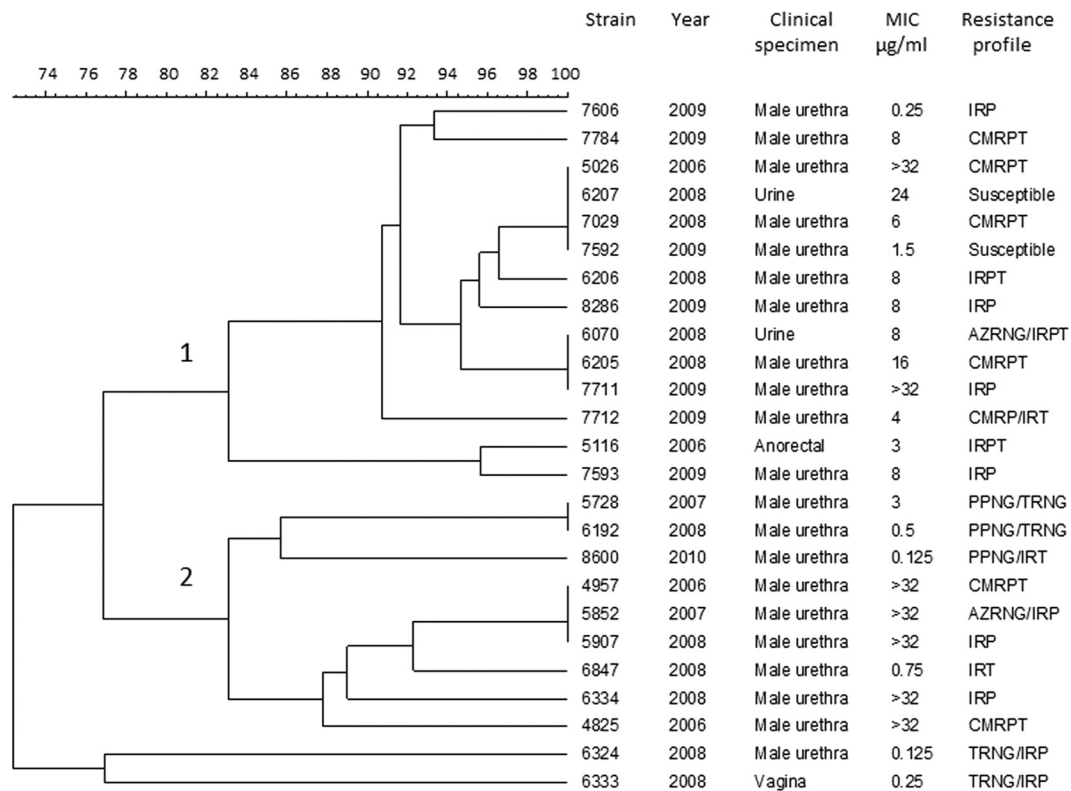 Strain Year Clinical MIC Resistance
specimen µg/ml profile
74 76 78 80 82 84 86 88 90 92 94 96 98 100
7606 2009 Male urethra 0.25 IRP
7784 2009 Male urethra 8 CMRPT
5026 2006 Male urethra >32 CMRPT
6207 2008 Urine 24 Susceptible
7029 2008 Male urethra 6 CMRPT
7592 2009 Male urethra 1.5 Susceptible
6206 2008 Male urethra 8 IRPT
8286 2009 Male urethra 8 IRP
6070 2008 Urine 8 AZRNG/IRPT
1
6205 2008 Male urethra 16 CMRPT
7711 2009 Male urethra >32 IRP
7712 2009 Male urethra 4 CMRP/IRT
5116 2006 Anorectal 3 IRPT
7593 2009 Male urethra 8 IRP
5728 2007 Male urethra 3 PPNG/TRNG
6192 2008 Male urethra 0.5 PPNG/TRNG
8600 2010 Male urethra 0.125 PPNG/IRT
2
4957 2006 Male urethra >32 CMRPT
5852 2007 Male urethra >32 AZRNG/IRP
5907 2008 Male urethra >32 IRP
6847 2008 Male urethra 0.75 IRT
6334 2008 Male urethra >32 IRP
4825 2006 Male urethra >32 CMRPT
6324 2008 Male urethra 0.125 TRNG/IRP
6333 2008 Vagina 0.25 TRNG/IRP